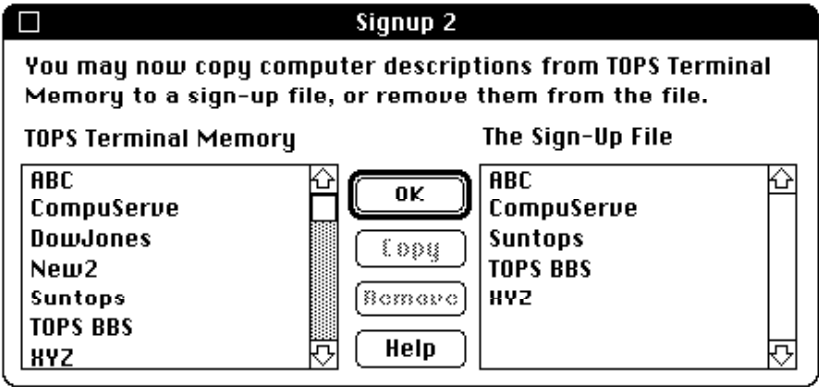 Signup 2
You may now copy computer descriptions from TOPS Terminal
Memory to a sign-up file, or remove them from the file.
TOPS Terminal Memory
ABC
CompuServe
DowJones
New2
Suntops
TOPS BBS
XYZ
OK
Copy
Remove
Help
The Sign-Up File
ABC
CompuServe
Suntops
TOPS BBS
XYZ